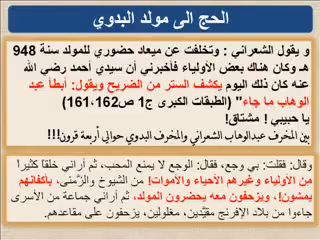 الحج الى مولد البدوي
و يقول الشعراني : وتخلفت عن ميعاد حضوري للمولد سنة 948
هـ وكان هناك بعض الأولياء فأخبرني أن سيدي أحمد رضي الله
عنه كان ذلك اليوم يكشف الستر من الضريح ويقول: أبطأ عبد
الوهاب ما جاء" (الطبقات الكبرى ج1 ص162،161)
يا حبيبي ! مشتاق!
بين المخرف عبدالوهاب الشعراني والمخرف البدوي حوالي أربعة قرون!!!
وقال: فقلت: بي وجع، فقال: الوجع لا يمنع المحب، ثم أراني خلقاً كثيراً
من الأولياء وغيرهم الأحياء والأموات! من الشيوخ والزَّمنى، بأكفانهم
يمشون!، ويزحفون معه يحضرون المولد، ثم أراني جماعة من الأسرى
جاءوا من بلاد الإفرنج مقيَّدين، مغلولين، يزحفون على مقاعدهم.